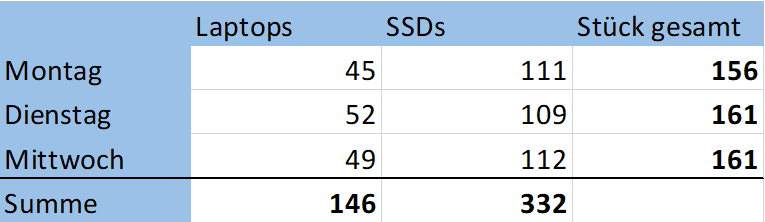 Laptops SSDs Stück gesamt
Montag 45 111 156
Dienstag 52 109 161
Mittwoch 49 112 161
Summe 146 332